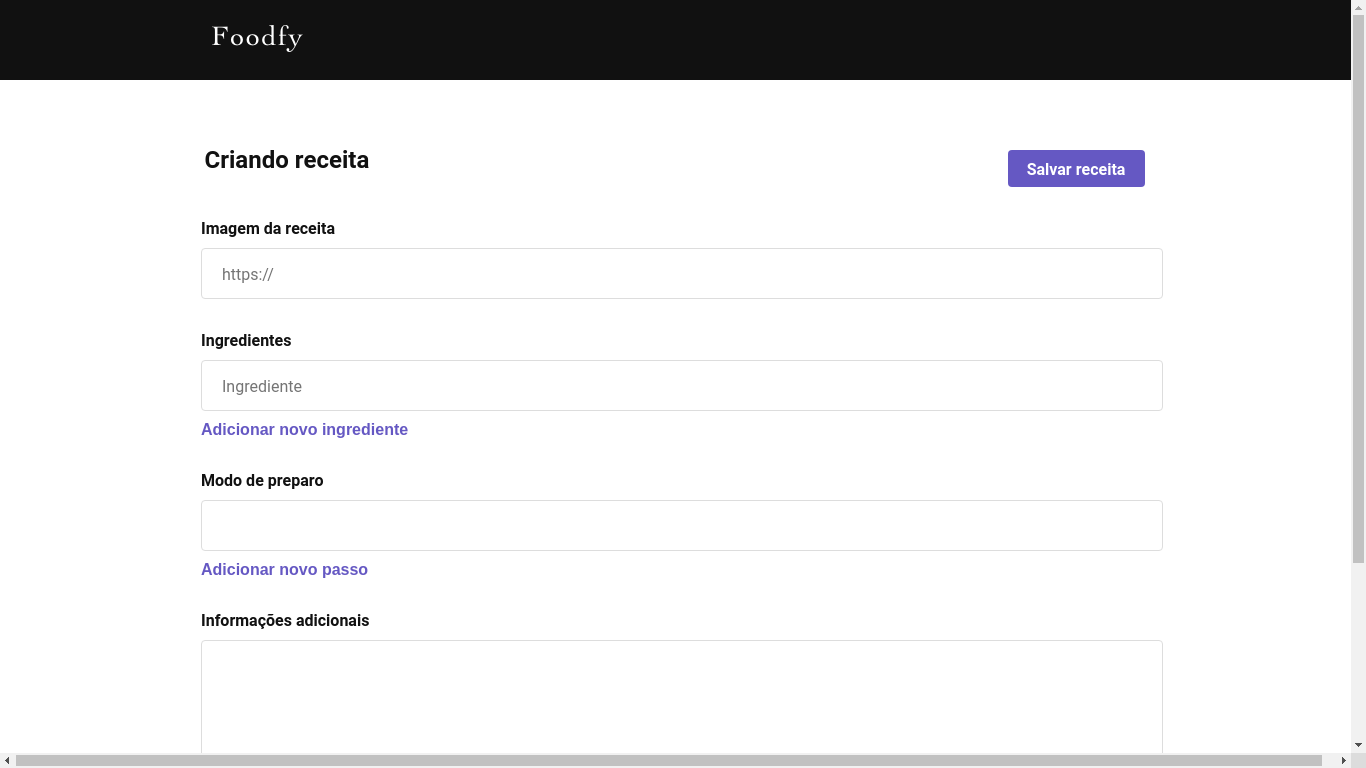 Foodfy
Criando receita
Salvar receita
Imagem da receita
https://
Ingredientes
Ingrediente
Adicionar novo ingrediente
Modo de preparo
Adicionar novo passo
Informações adicionais